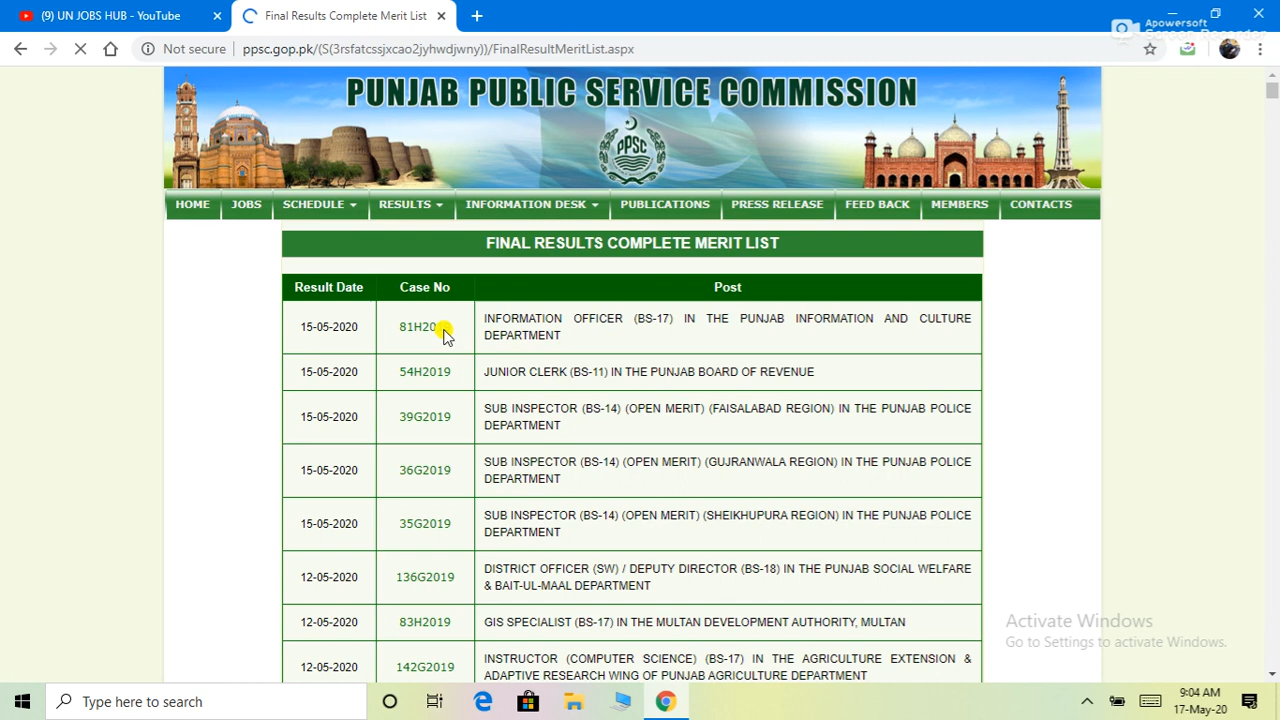 (9) UN JOBS HUB - YouTube
Final Results Complete Merit List
Apowersoft
Screen Recorder
Not secure
ppsc.gop.pk/(S(3rsfatcssjxcao2jyhwdjwny))/FinalResultMeritList.aspx
PUNJAB PUBLIC SERVICE COMMISSION
PPSC
HOME JOBS SCHEDULE RESULTS INFORMATION DESK PUBLICATIONS PRESS RELEASE FEED BACK MEMBERS CONTACTS
FINAL RESULTS COMPLETE MERIT LIST
Result Date Case No Post
15-05-2020 INFORMATION OFFICER (BS-17) IN THE PUNJAB INFORMATION AND CULTURE
DEPARTMENT
15-05-2020 54H2019 JUNIOR CLERK (BS-11) IN THE PUNJAB BOARD OF REVENUE
15-05-2020 39G2019 SUB INSPECTOR (BS-14) (OPEN MERIT) (FAISALABAD REGION) IN THE PUNJAB POLICE
DEPARTMENT
15-05-2020 36G2019 SUB INSPECTOR (BS-14) (OPEN MERIT) (GUJRANWALA REGION) IN THE PUNJAB POLICE
DEPARTMENT
15-05-2020 35G2019 SUB INSPECTOR (BS-14) (OPEN MERIT) (SHEIKHUPURA REGION) IN THE PUNJAB POLICE
DEPARTMENT
12-05-2020 136G2019 DISTRICT OFFICER (SW) / DEPUTY DIRECTOR (BS-18) IN THE PUNJAB SOCIAL WELFARE
& BAIT-UL-MAAL DEPARTMENT
12-05-2020 83H2019 GIS SPECIALIST (BS-17) IN THE MULTAN DEVELOPMENT AUTHORITY, MULTAN
12-05-2020 142G2019 INSTRUCTOR (COMPUTER SCIENCE) (BS-17) IN THE AGRICULTURE EXTENSION &
ADAPTIVE RESEARCH WING OF PUNJAB AGRICULTURE DEPARTMENT
Activate Windows
Go to Settings to activate Windows.
Type here to search
9:04 AM
17-May-20